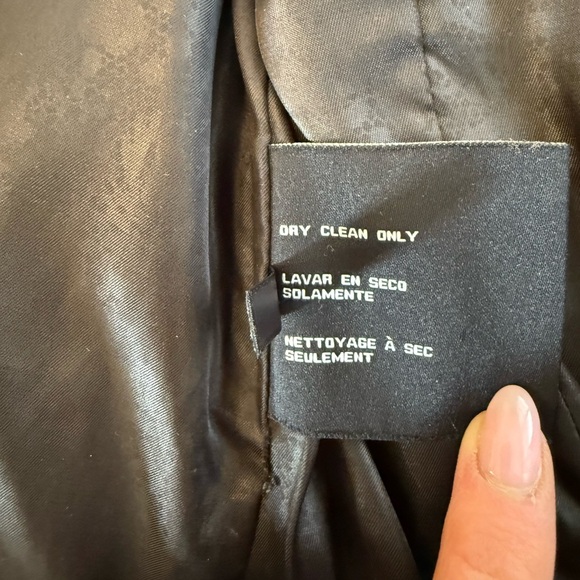 DRY CLEAN ONLY
LAVAR EN SECO
SOLAMENTE
NETTOYAGE À SEC
SEULEMENT